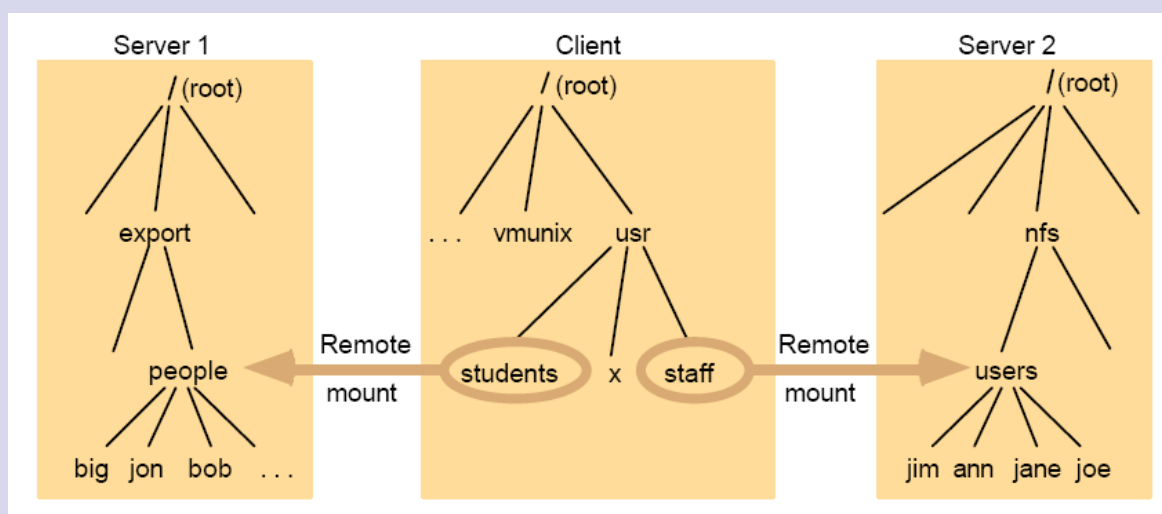 Server 1 Client Server 2
/ (root) / (root) / (root)
export . . . vmunix usr nfs
Remote Remote
people students x staff users
mount mount
big jon bob . . . jim ann jane joe